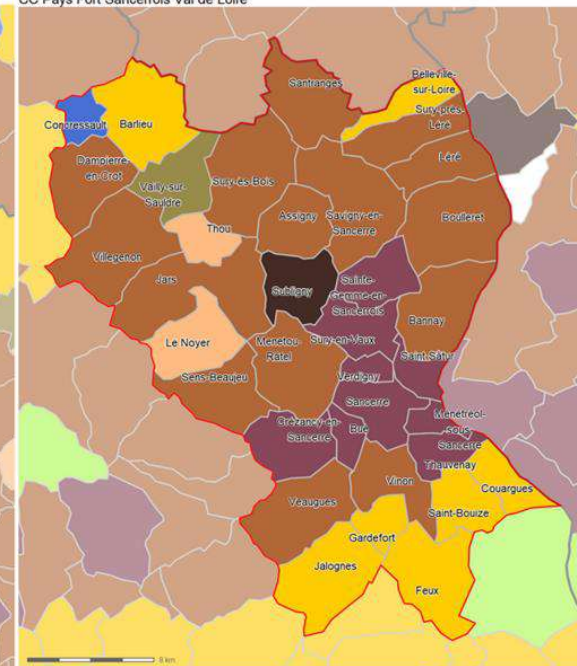 CC Pays Fort Sancerrois Val de Loire
Santranges
Belleville-
sur-Loire
Sury-près-
Léré
Concressault
Barlieu
Léré
Dampierre-
en-Crot
Vailly-sur-
Sauldre
Sury-ès-Bois
Assigny
Savigny-en-
Sancerre
Boulleret
Thou
Villegenon
Jars
Subligny
Sainte-
Gemme-en-
Sancerrois
Bannay
Le Noyer
Menetou-
Râtel
Sury-en-Vaux
Saint-Satur
Sens-Beaujeu
Verdigny
Sancerre
Crézancy-en-
Sancerre
Bué
Ménétréol-
sous-
Sancerre
Thauvenay
Veaugues
Vinon
Couargues
Saint-Bouize
Gardefort
Jalognes
Feux
8 km